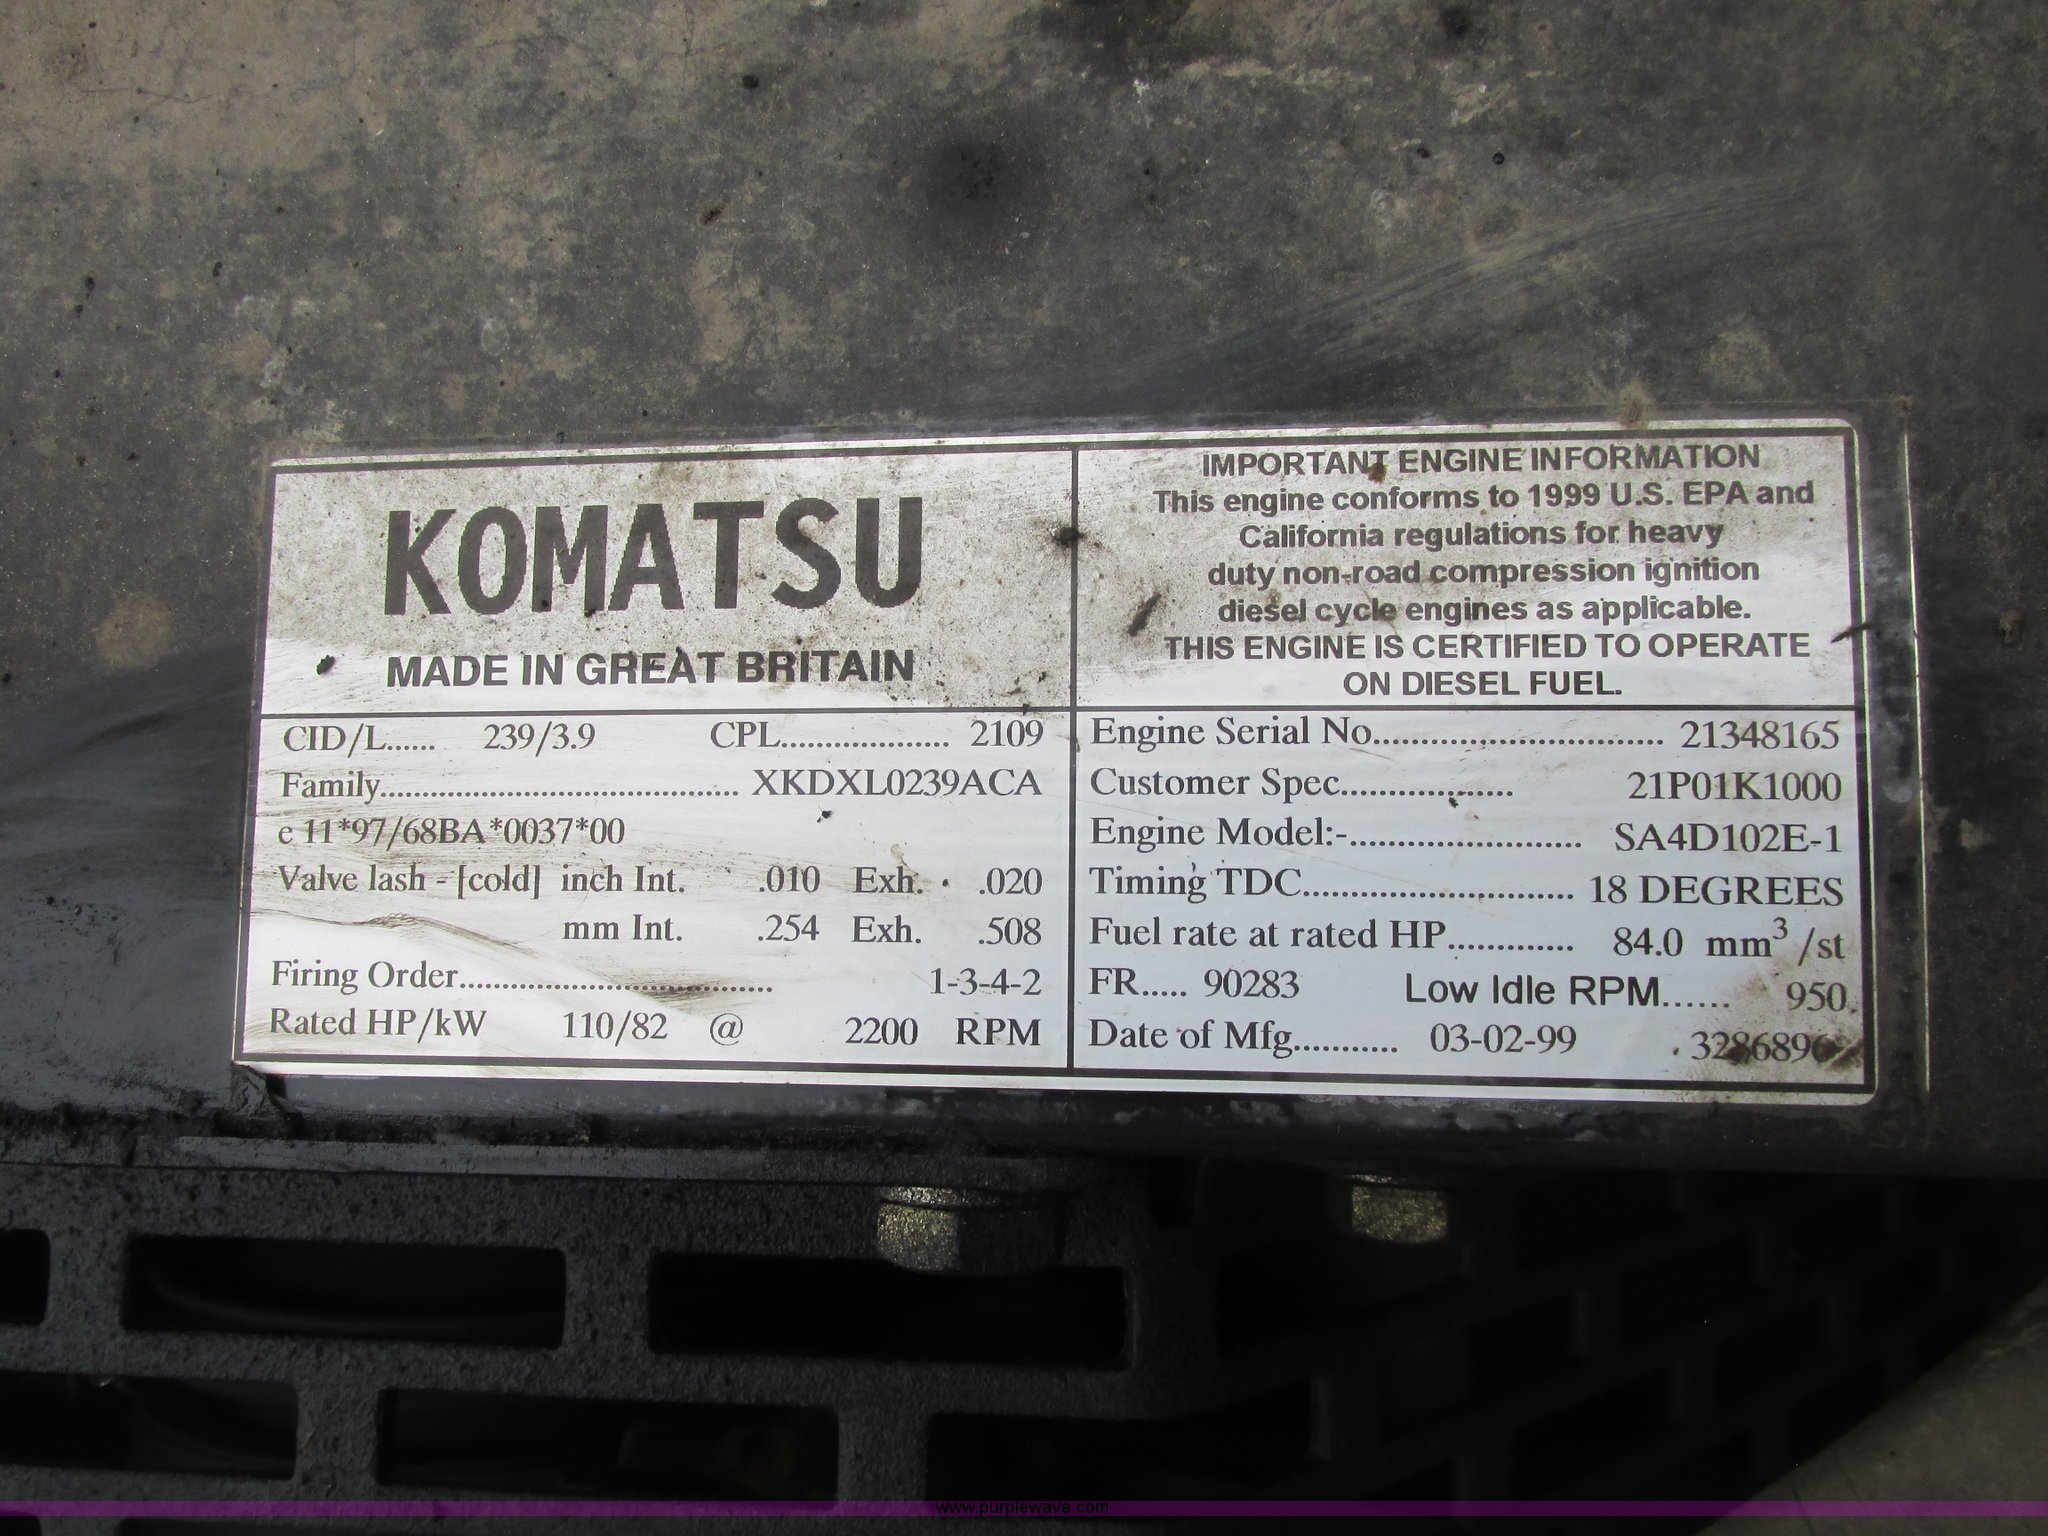 KOMATSU
MADE IN GREAT BRITAIN
IMPORTANT ENGINE INFORMATION
This engine conforms to 1999 U.S. EPA and
California regulations for heavy
duty non-road compression ignition
diesel cycle engines as applicable.
THIS ENGINE IS CERTIFIED TO OPERATE
ON DIESEL FUEL.
CID/L...... 239/3.9 CPL................... 2109
Family........................................... XKDXL0239ACA
e 11*97/68BA*0037*00
Valve lash - [cold] inch Int. .010 Exh. .020
mm Int. .254 Exh. .508
Firing Order..................................... 1-3-4-2
Rated HP/kW 110/82 @ 2200 RPM
Engine Serial No.............................. 21348165
Customer Spec................... 21P01K1000
Engine Model:-......................... SA4D102E-1
Timing TDC............................. 18 DEGREES
Fuel rate at rated HP............. 84.0 mm³ /st
FR..... 90283 Low Idle RPM...... 950
Date of Mfg........... 03-02-99 3286896
www.purplewave.com